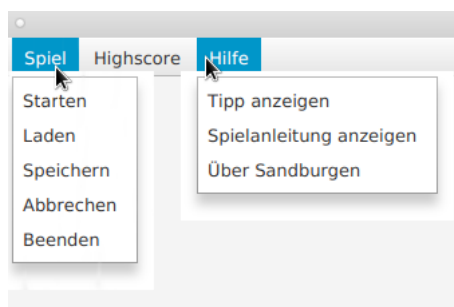 Spiel Highscore Hilfe
Starten
Laden
Speichern
Abbrechen
Beenden
Tipp anzeigen
Spielanleitung anzeigen
Über Sandburgen